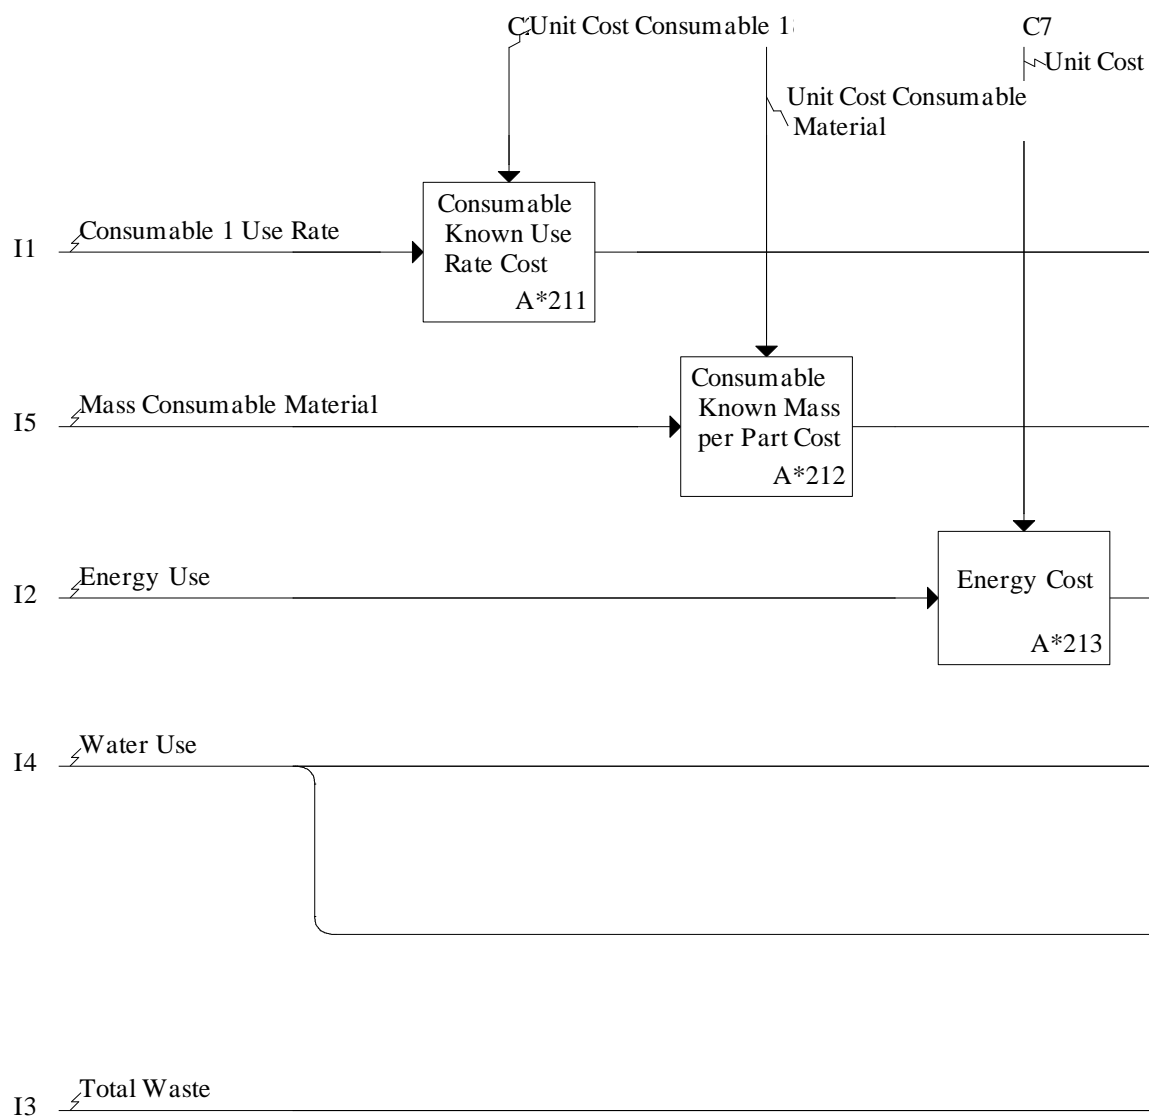 Unit Cost Consumable 1
C7
Unit Cost
Unit Cost Consumable
Material
Consumable
Known Use
Rate Cost
A*211
I1
Consumable 1 Use Rate
Consumable
Known Mass
per Part Cost
A*212
I5
Mass Consumable Material
Energy Cost
A*213
I2
Energy Use
I4
Water Use
I3
Total Waste